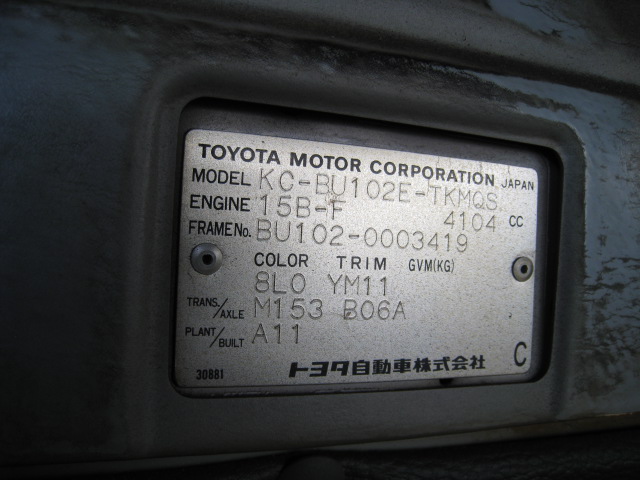 TOYOTA MOTOR CORPORATION JAPAN
MODEL KC-BU102E-TKMQS
ENGINE 15B-F 4104 CC
FRAME No. BU102-0003419
COLOR TRIM GVM(KG)
8L0 YM11
TRANS./AXLE M153 B06A
PLANT/BUILT A11
30881 トヨタ自動車株式会社 C